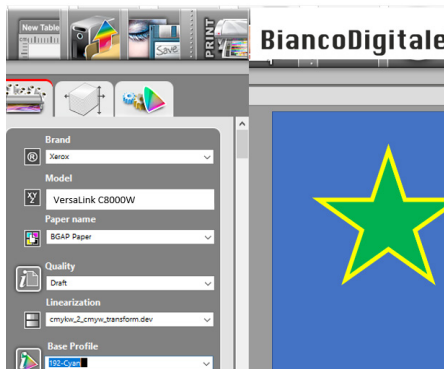 New Table
Save
PRINT
BiancoDigitale
Brand
Xerox
Model
VersaLink C8000W
Paper name
BGAP Paper
Quality
Draft
Linearization
cmykw_2_cmyw_transform.dev
Base Profile
192-Cyan